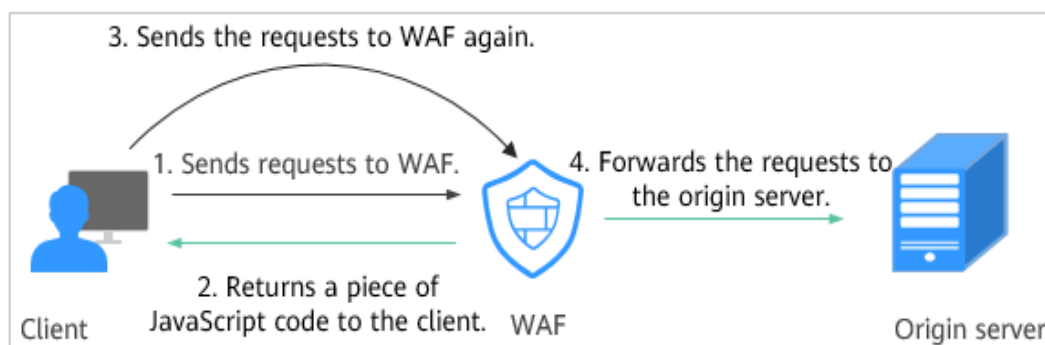 3. Sends the requests to WAF again.
1. Sends requests to WAF.
4. Forwards the requests to
the origin server.
2. Returns a piece of
JavaScript code to the client.
Client
WAF
Origin server